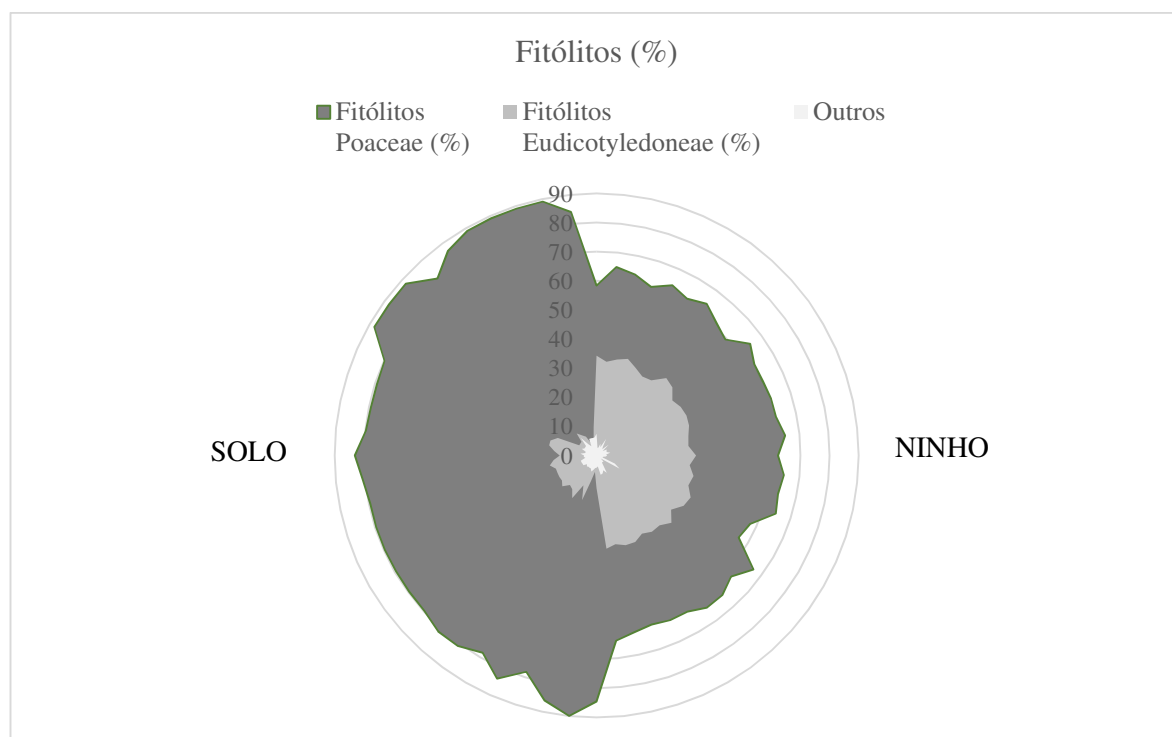 Fitólitos (%)
Fitólitos Poaceae (%)
Fitólitos Eudicotyledoneae (%)
Outros
90
80
70
60
50
40
30
20
10
0
SOLO
NINHO